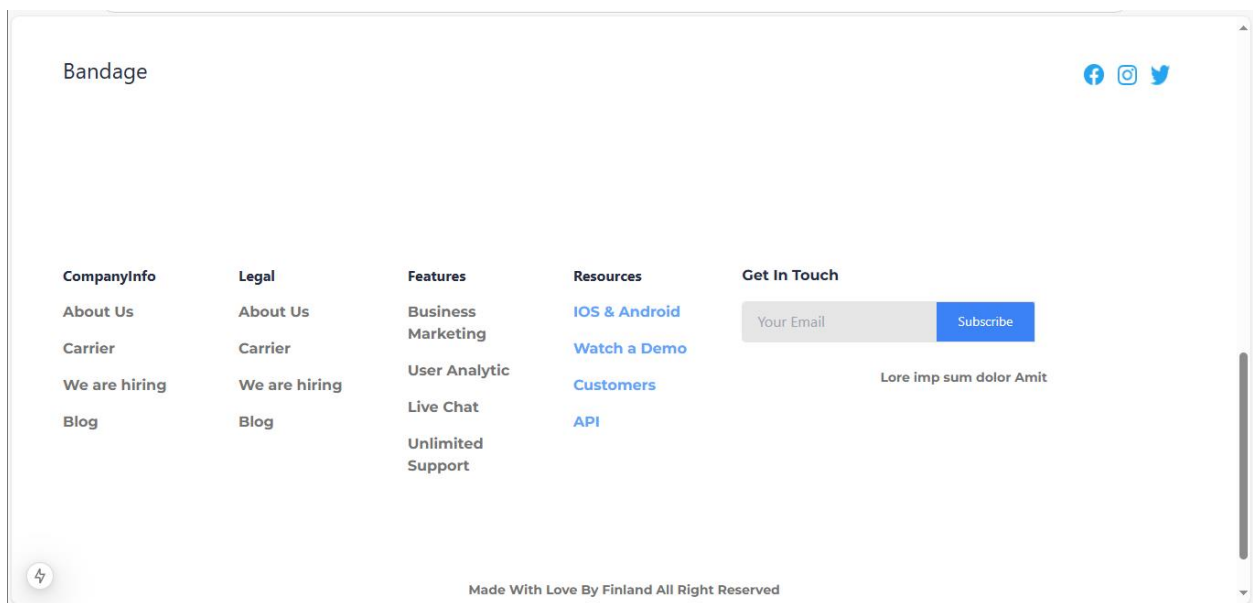 Bandage
CompanyInfo
About Us
Carrier
We are hiring
Blog
Legal
About Us
Carrier
We are hiring
Blog
Features
Business
Marketing
User Analytic
Live Chat
Unlimited
Support
Resources
IOS & Android
Watch a Demo
Customers
API
Get In Touch
Your Email
Subscribe
Lore imp sum dolor Amit
Made With Love By Finland All Right Reserved